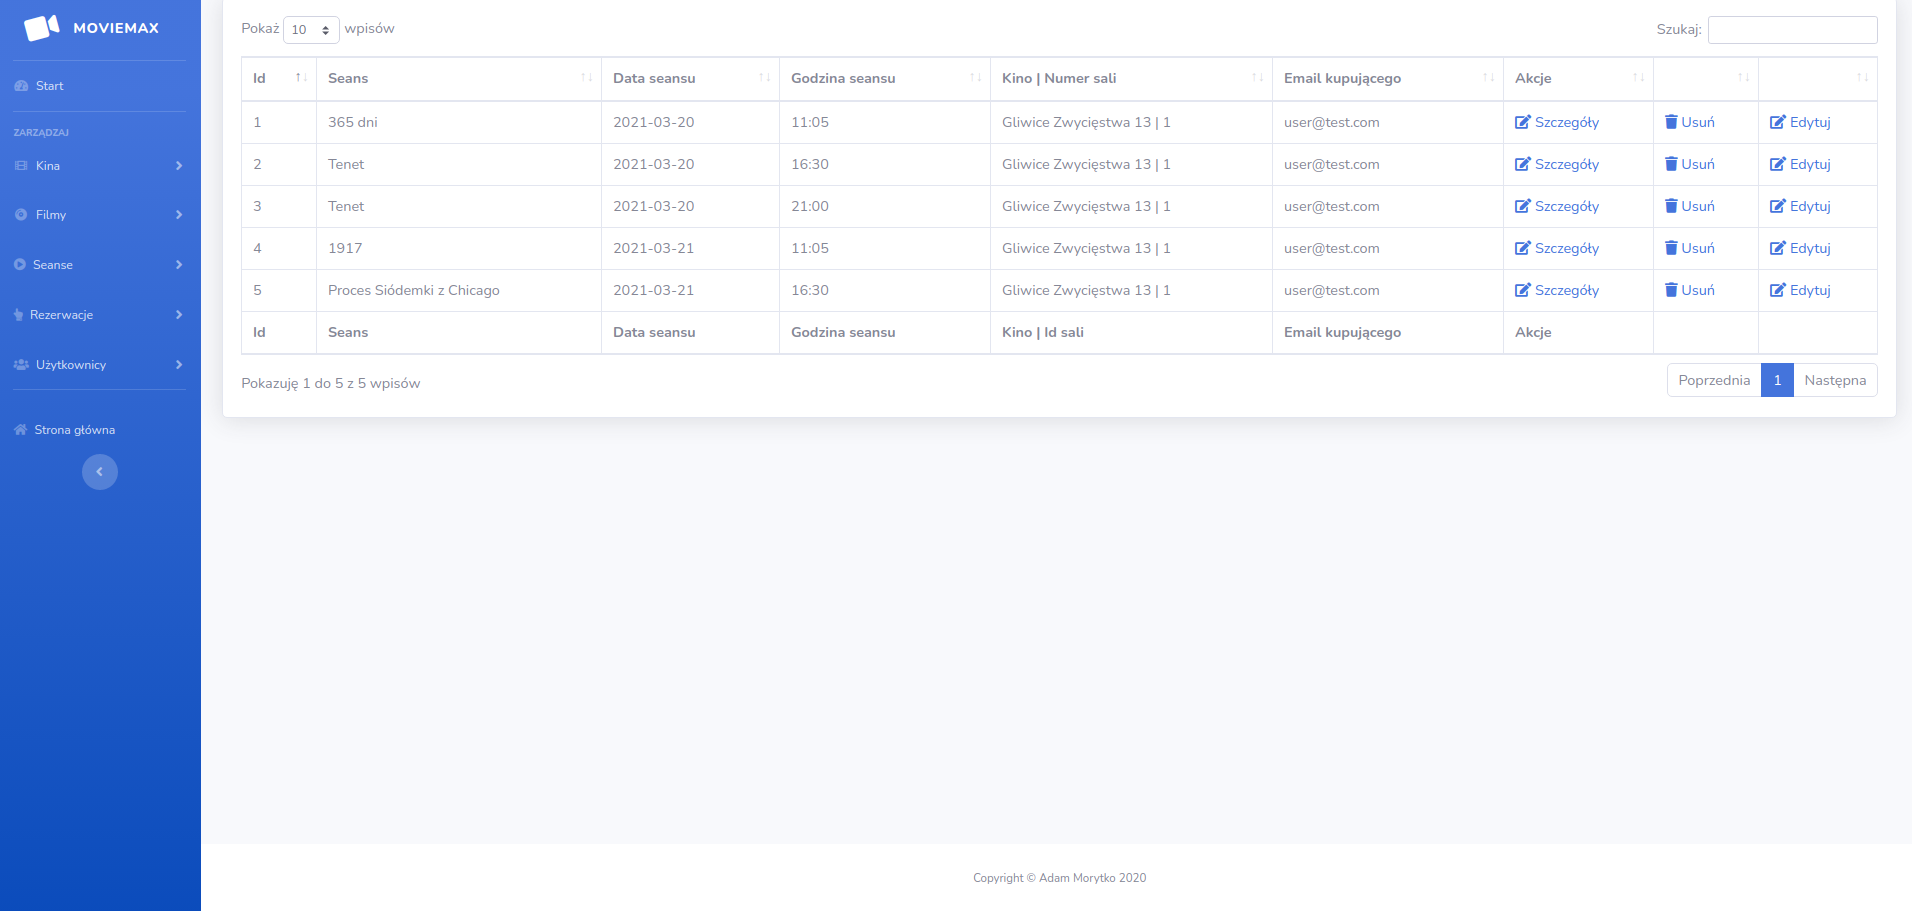 MOVIEMAX
Start
ZARZĄDZAJ
Kina
Filmy
Seanse
Rezerwacje
Użytkownicy
Strona główna
Pokaż 10 wpisów
Szukaj:
Id Seans Data seansu Godzina seansu Kino | Numer sali Email kupującego Akcje
1 365 dni 2021-03-20 11:05 Gliwice Zwycięstwa 13 | 1 user@test.com Szczegóły Usuń Edytuj
2 Tenet 2021-03-20 16:30 Gliwice Zwycięstwa 13 | 1 user@test.com Szczegóły Usuń Edytuj
3 Tenet 2021-03-20 21:00 Gliwice Zwycięstwa 13 | 1 user@test.com Szczegóły Usuń Edytuj
4 1917 2021-03-21 11:05 Gliwice Zwycięstwa 13 | 1 user@test.com Szczegóły Usuń Edytuj
5 Proces Siódemki z Chicago 2021-03-21 16:30 Gliwice Zwycięstwa 13 | 1 user@test.com Szczegóły Usuń Edytuj
Id Seans Data seansu Godzina seansu Kino | Id sali Email kupującego Akcje
Pokazuję 1 do 5 z 5 wpisów
Poprzednia 1 Następna
Copyright © Adam Morytko 2020